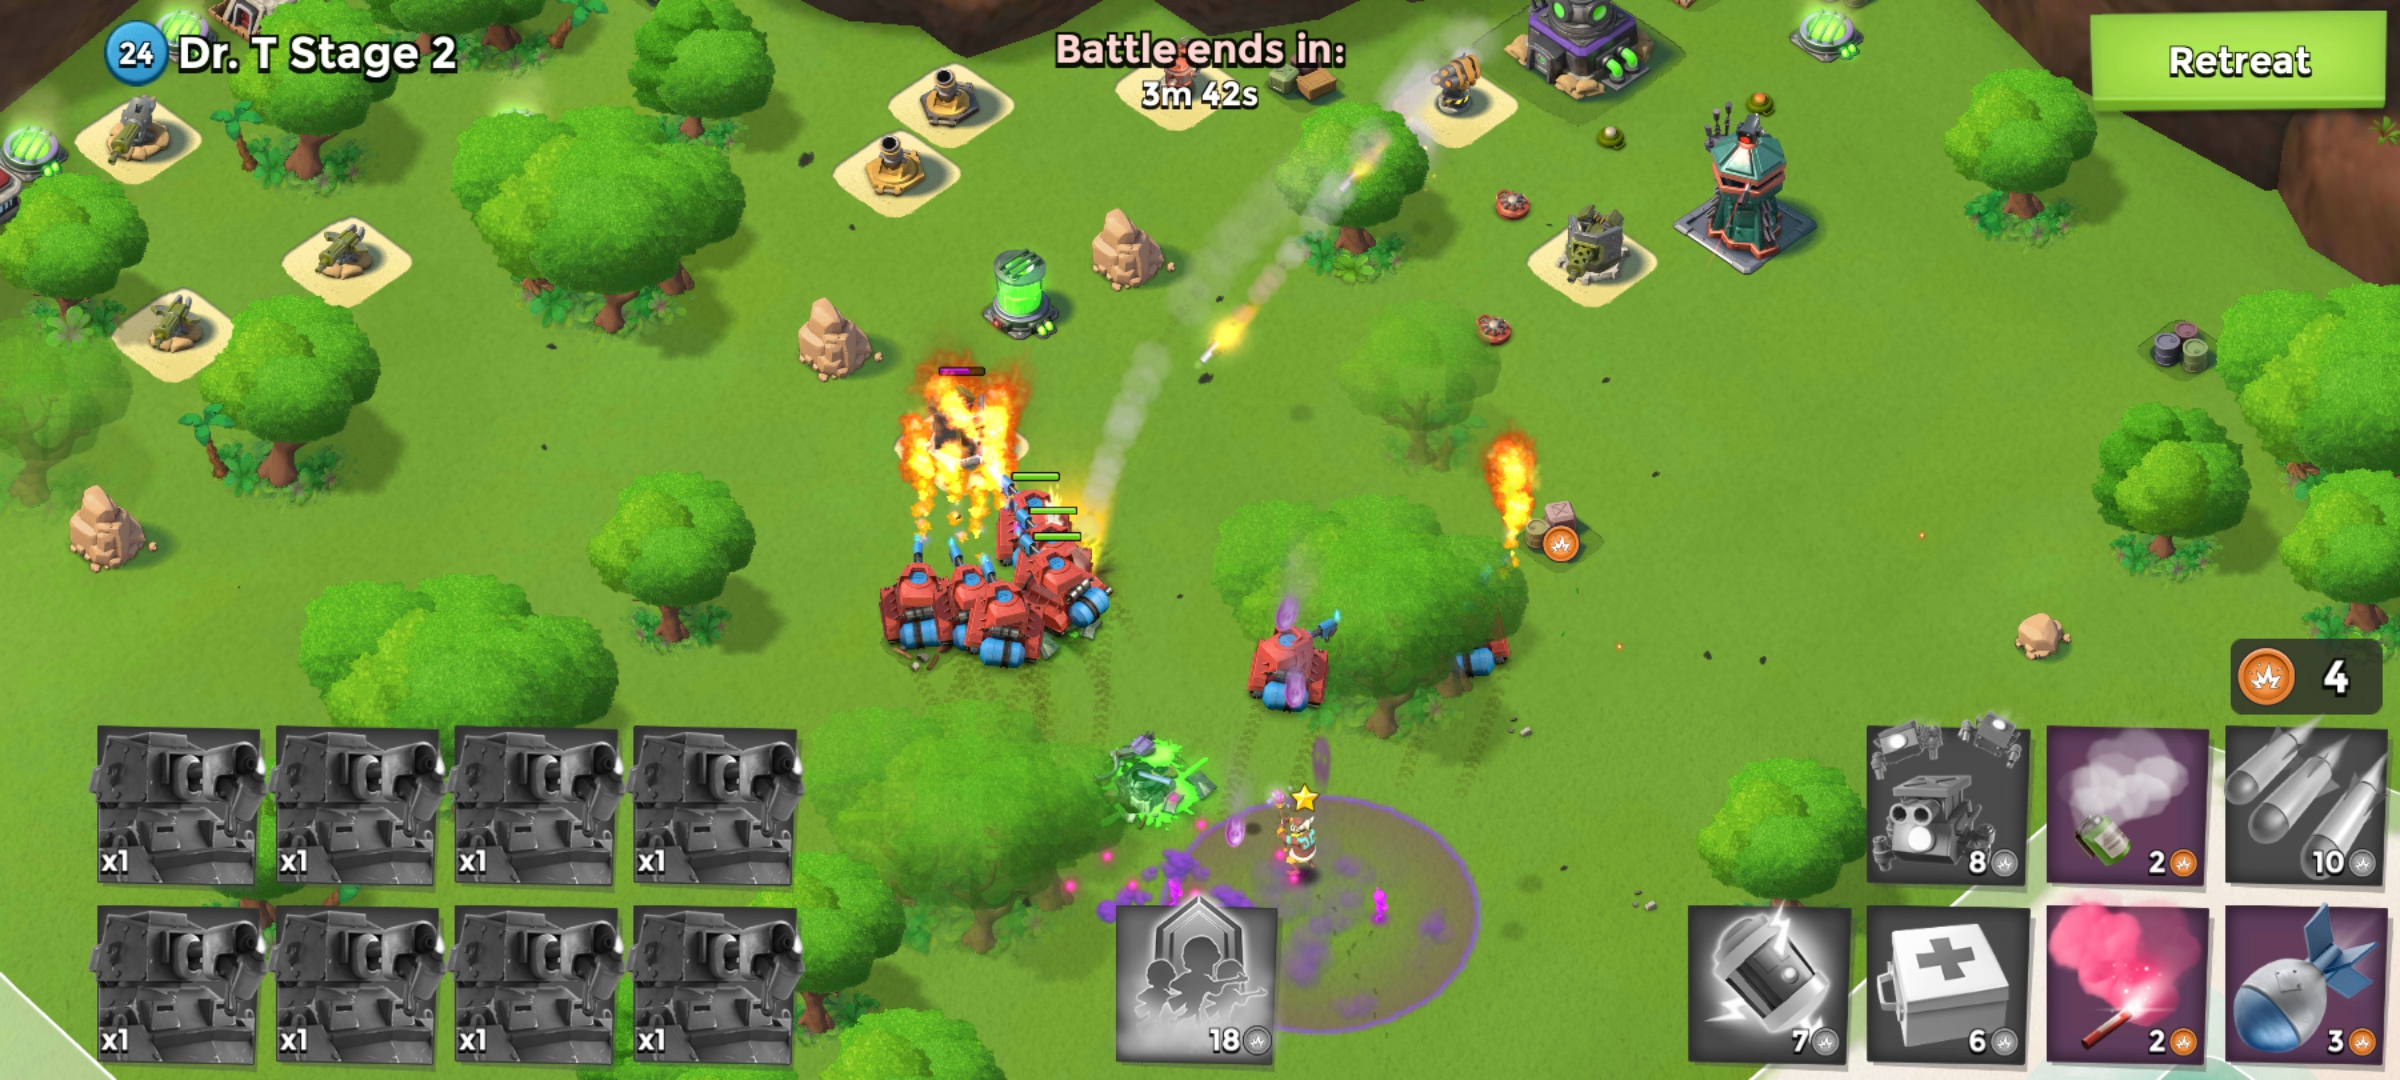 24 Dr. T Stage 2
Battle ends in:
3m 42s
Retreat
4
x1 x1 x1 x1
8 2 10
x1 x1 x1 x1
18
7 6 2 3